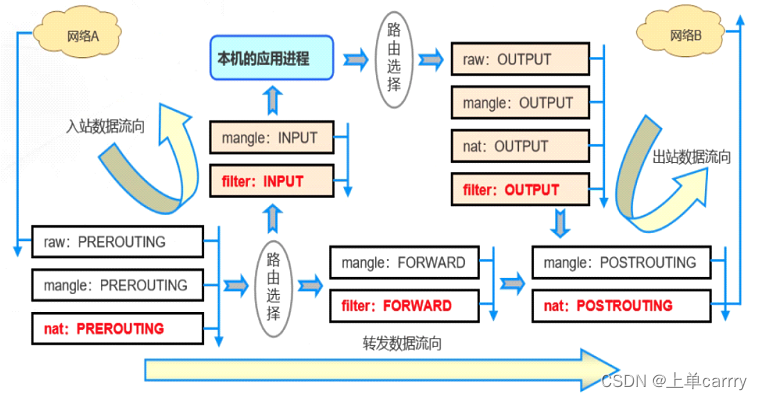 网络A
网络B
本机的应用进程
路由选择
raw：OUTPUT
mangle：OUTPUT
nat：OUTPUT
filter：OUTPUT
入站数据流向
mangle：INPUT
filter：INPUT
出站数据流向
raw：PREROUTING
mangle：PREROUTING
nat：PREROUTING
路由选择
mangle：FORWARD
filter：FORWARD
mangle：POSTROUTING
nat：POSTROUTING
转发数据流向
CSDN @上单carrry